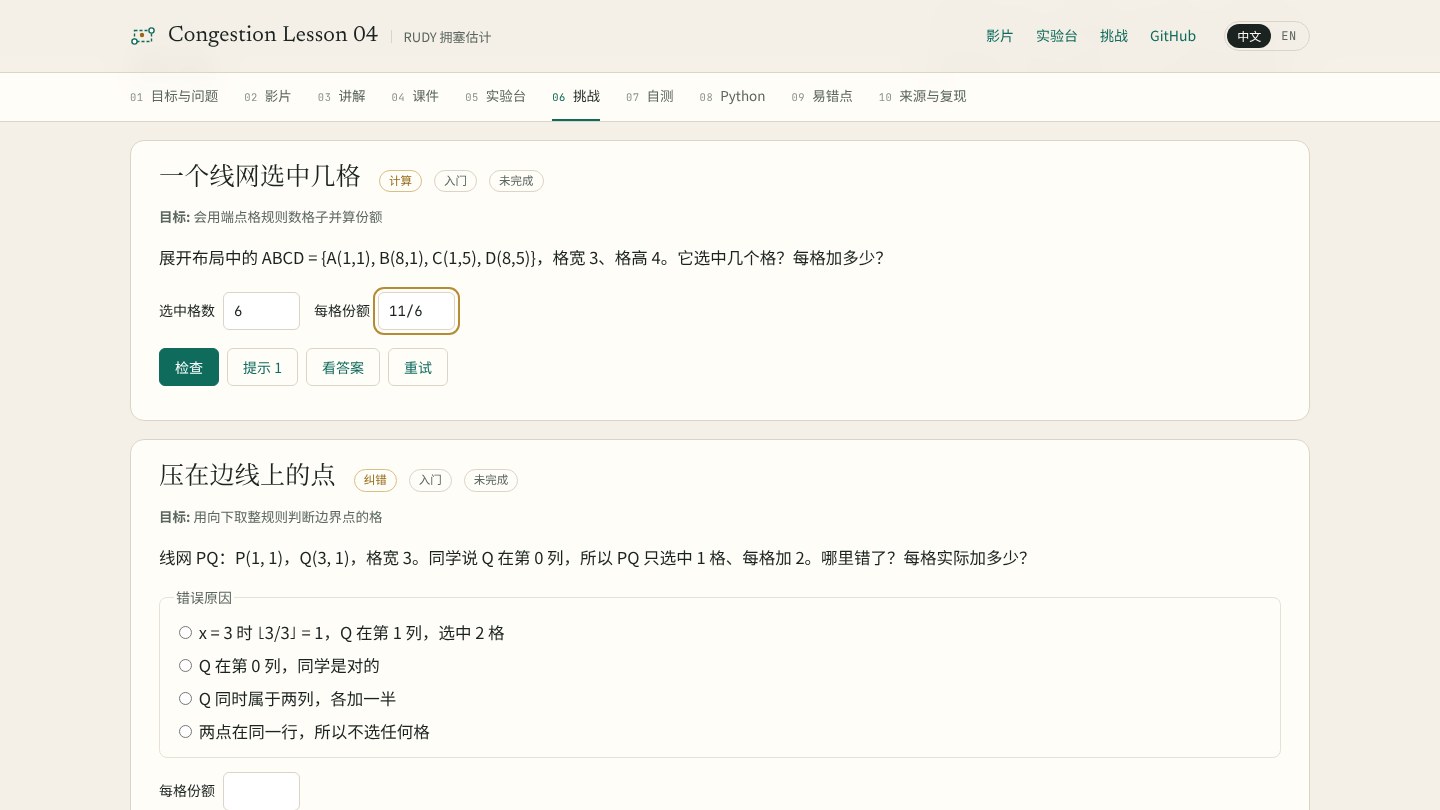 Congestion Lesson 04 RUDY 拥塞估计 影片 实验台 挑战 GitHub 中文 EN
01 目标与问题 02 影片 03 讲解 04 课件 05 实验台 06 挑战 07 自测 08 Python 09 易错点 10 来源与复现
一个线网选中几格 计算 入门 未完成
目标: 会用端点格规则数格子并算份额
展开布局中的 ABCD = {A(1,1), B(8,1), C(1,5), D(8,5)}，格宽 3、格高 4。它选中几个格？每格加多少？
选中格数 6 每格份额 11/6
检查 提示 1 看答案 重试
压在边线上的点 纠错 入门 未完成
目标: 用向下取整规则判断边界点的格
线网 PQ：P(1, 1)，Q(3, 1)，格宽 3。同学说 Q 在第 0 列，所以 PQ 只选中 1 格、每格加 2。哪里错了？每格实际加多少？
错误原因
x = 3 时 ⌊3/3⌋ = 1，Q 在第 1 列，选中 2 格
Q 在第 0 列，同学是对的
Q 同时属于两列，各加一半
两点在同一行，所以不选任何格
每格份额